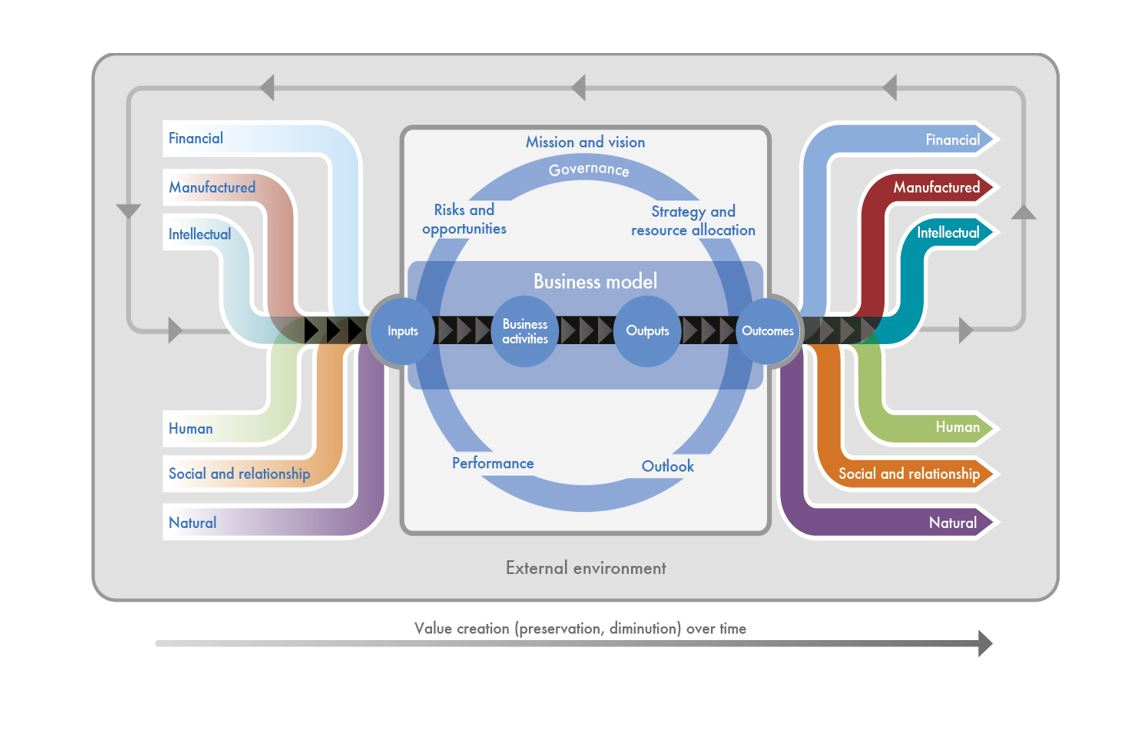 Financial
Manufactured
Intellectual
Human
Social and relationship
Natural
Mission and vision
Governance
Risks and
opportunities
Strategy and
resource allocation
Business model
Inputs
Business
activities
Outputs
Outcomes
Performance
Outlook
Financial
Manufactured
Intellectual
Human
Social and relationship
Natural
External environment
Value creation (preservation, diminution) over time